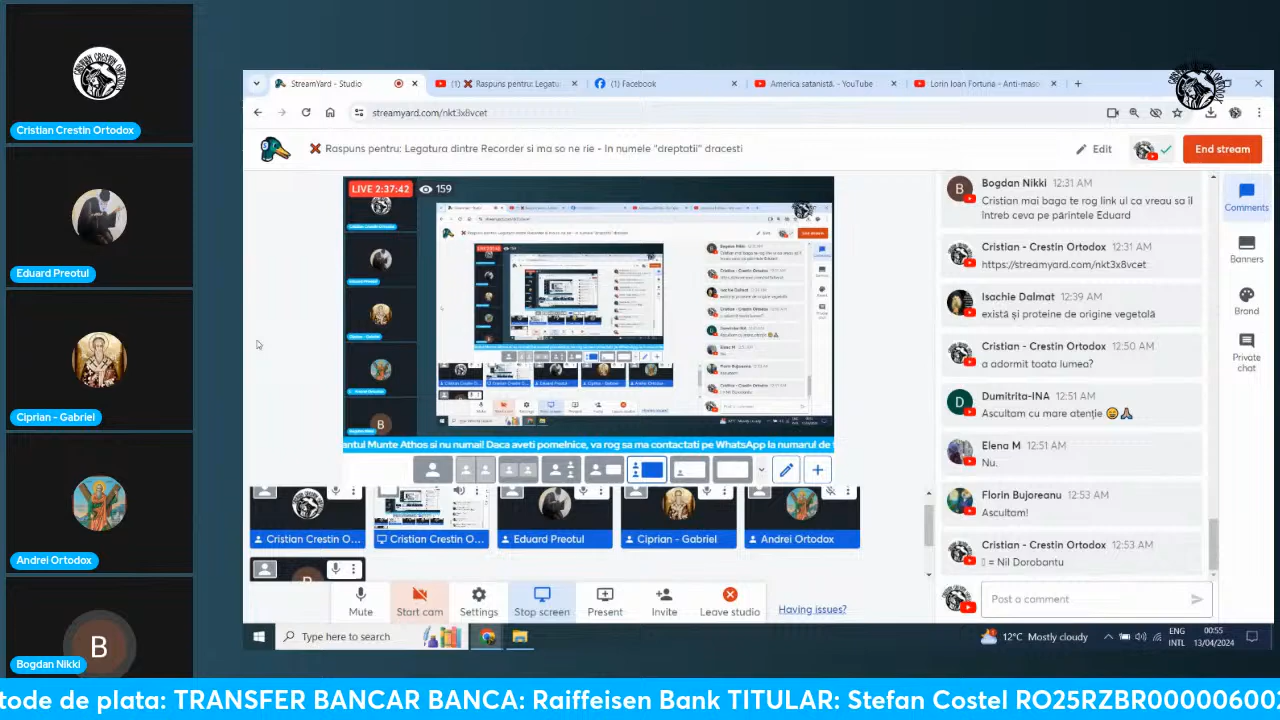 Cristian Crestin Ortodox
Eduard Preotul
Ciprian - Gabriel
Andrei Ortodox
B
Bogdan Nikki
StreamYard - Studio
(1) ❌ Raspuns pentru: Legatu
(1) Facebook
America satanistă. - YouTube
Lorin Ioan Fortuna - Anti-maso
streamyard.com/nkt3x8vcet
❌ Raspuns pentru: Legatura dintre Recorder si ma so ne rie - In numele "dreptatii" dracesti
Edit
End stream
LIVE 2:37:42
159
antul Munte Athos si nu numai! Daca aveti pomelnice, va rog sa ma contactati pe WhatsApp la numarul de
Cristian Crestin O...
Cristian Crestin O...
Eduard Preotul
Ciprian - Gabriel
Andrei Ortodox
Mute
Start cam
Settings
Stop screen
Present
Invite
Leave studio
Having issues?
Bogdan Nikki 12:31 AM
Cristian mai baga te rog link ul ca vreau sa îl
întreb ceva pe părintele Eduard
Cristian - Crestin Ortodox 12:31 AM
https://streamyard.com/nkt3x8vcet
Isachie Dalmat 12:39 AM
există și proteine de origine vegetală
Cristian - Crestin Ortodox 12:50 AM
a adormit toata lumea?
D
Dumitrita-INA 12:51 AM
Ascultam cu mare atenție 😊🙏
Elena M 12:51 AM
Nu.
Florin Bujoreanu 12:53 AM
Ascultam!
Cristian - Crestin Ortodox 12:53 AM
▯ = Nil Dorobantu
Post a comment
Comments
Banners
Brand
Private
chat
Type here to search
12°C Mostly cloudy
ENG
INTL
00:55
13/04/2024
tode de plata: TRANSFER BANCAR BANCA: Raiffeisen Bank TITULAR: Stefan Costel RO25RZBR00000600